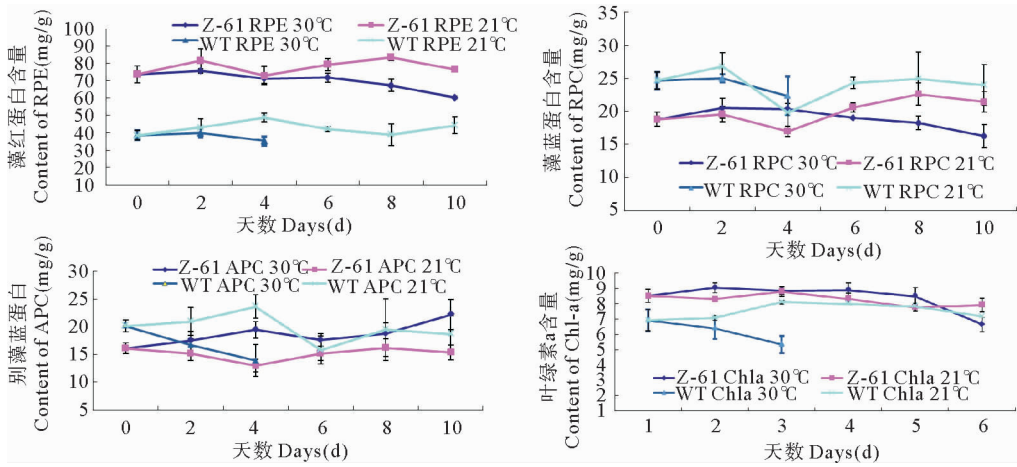 Z-61 RPE 30℃ Z-61 RPE 21℃
WT RPE 30℃ WT RPE 21℃
藻红蛋白含量
Content of RPE(mg/g)
100
90
80
70
60
50
40
30
20
10
0 2 4 6 8 10
天数 Days(d)
藻蓝蛋白含量
Content of RPC(mg/g)
35
30
25
20
15
10
5
Z-61 RPC 30℃ Z-61 RPC 21℃
WT RPC 30℃ WT RPC 21℃
0 2 4 6 8 10
天数 Days(d)
Z-61 APC 30℃ Z-61 APC 21℃
WT APC 30℃ WT APC 21℃
别藻蓝蛋白
Content of APC(mg/g)
30
25
20
15
10
5
0 2 4 6 8 10
天数 Days(d)
叶绿素a含量
Content of Chl-a(mg/g)
10
9
8
7
6
5
4
3
2
1
Z-61 Chla 30℃ Z-61 Chla 21℃
WT Chla 30℃ WT Chla 21℃
1 2 3 4 5 6
天数 Days(d)